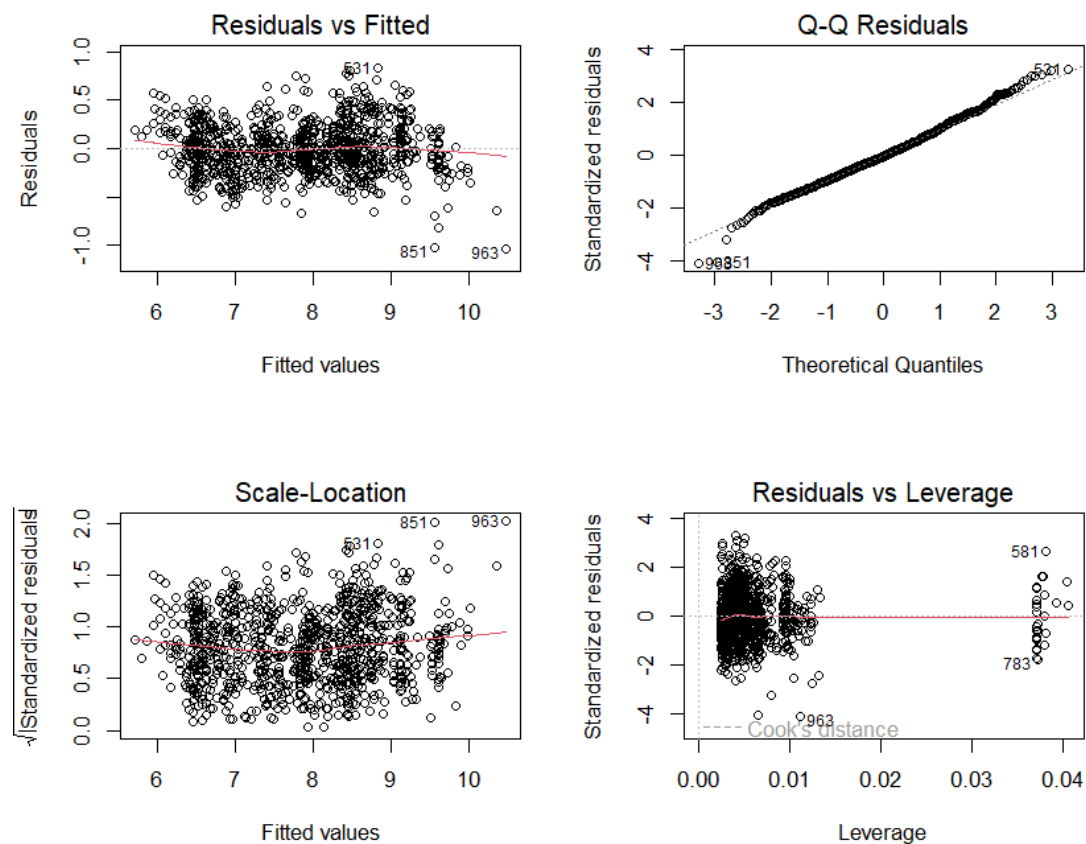 Residuals vs Fitted
Residuals
1.0
0.5
0.0
-1.0
531
851
963
6 7 8 9 10
Fitted values
Q-Q Residuals
Standardized residuals
4
2
0
-2
-4
531
851
-3 -2 -1 0 1 2 3
Theoretical Quantiles
Scale-Location
√|Standardized residuals
2.0
1.5
1.0
0.5
0.0
851
963
531
6 7 8 9 10
Fitted values
Residuals vs Leverage
Standardized residuals
4
2
0
-2
-4
581
783
963
Cook's distance
0.00 0.01 0.02 0.03 0.04
Leverage